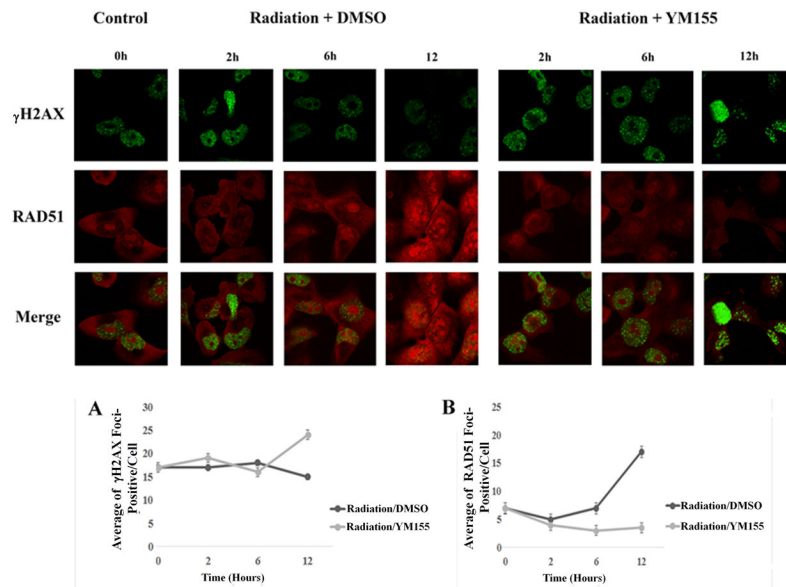 Control Radiation + DMSO Radiation + YM155
0h 2h 6h 12 2h 6h 12h
γH2AX
RAD51
Merge
A
Average of γH2AX Foci-
Positive/Cell
30
25
20
15
10
5
0
0 2 6 12
Time (Hours)
Radiation/DMSO
Radiation/YM155
B
Average of RAD51 Foci-
Positive/Cell
25
20
15
10
5
0
0 2 6 12
Time (Hours)
Radiation/DMSO
Radiation/YM155